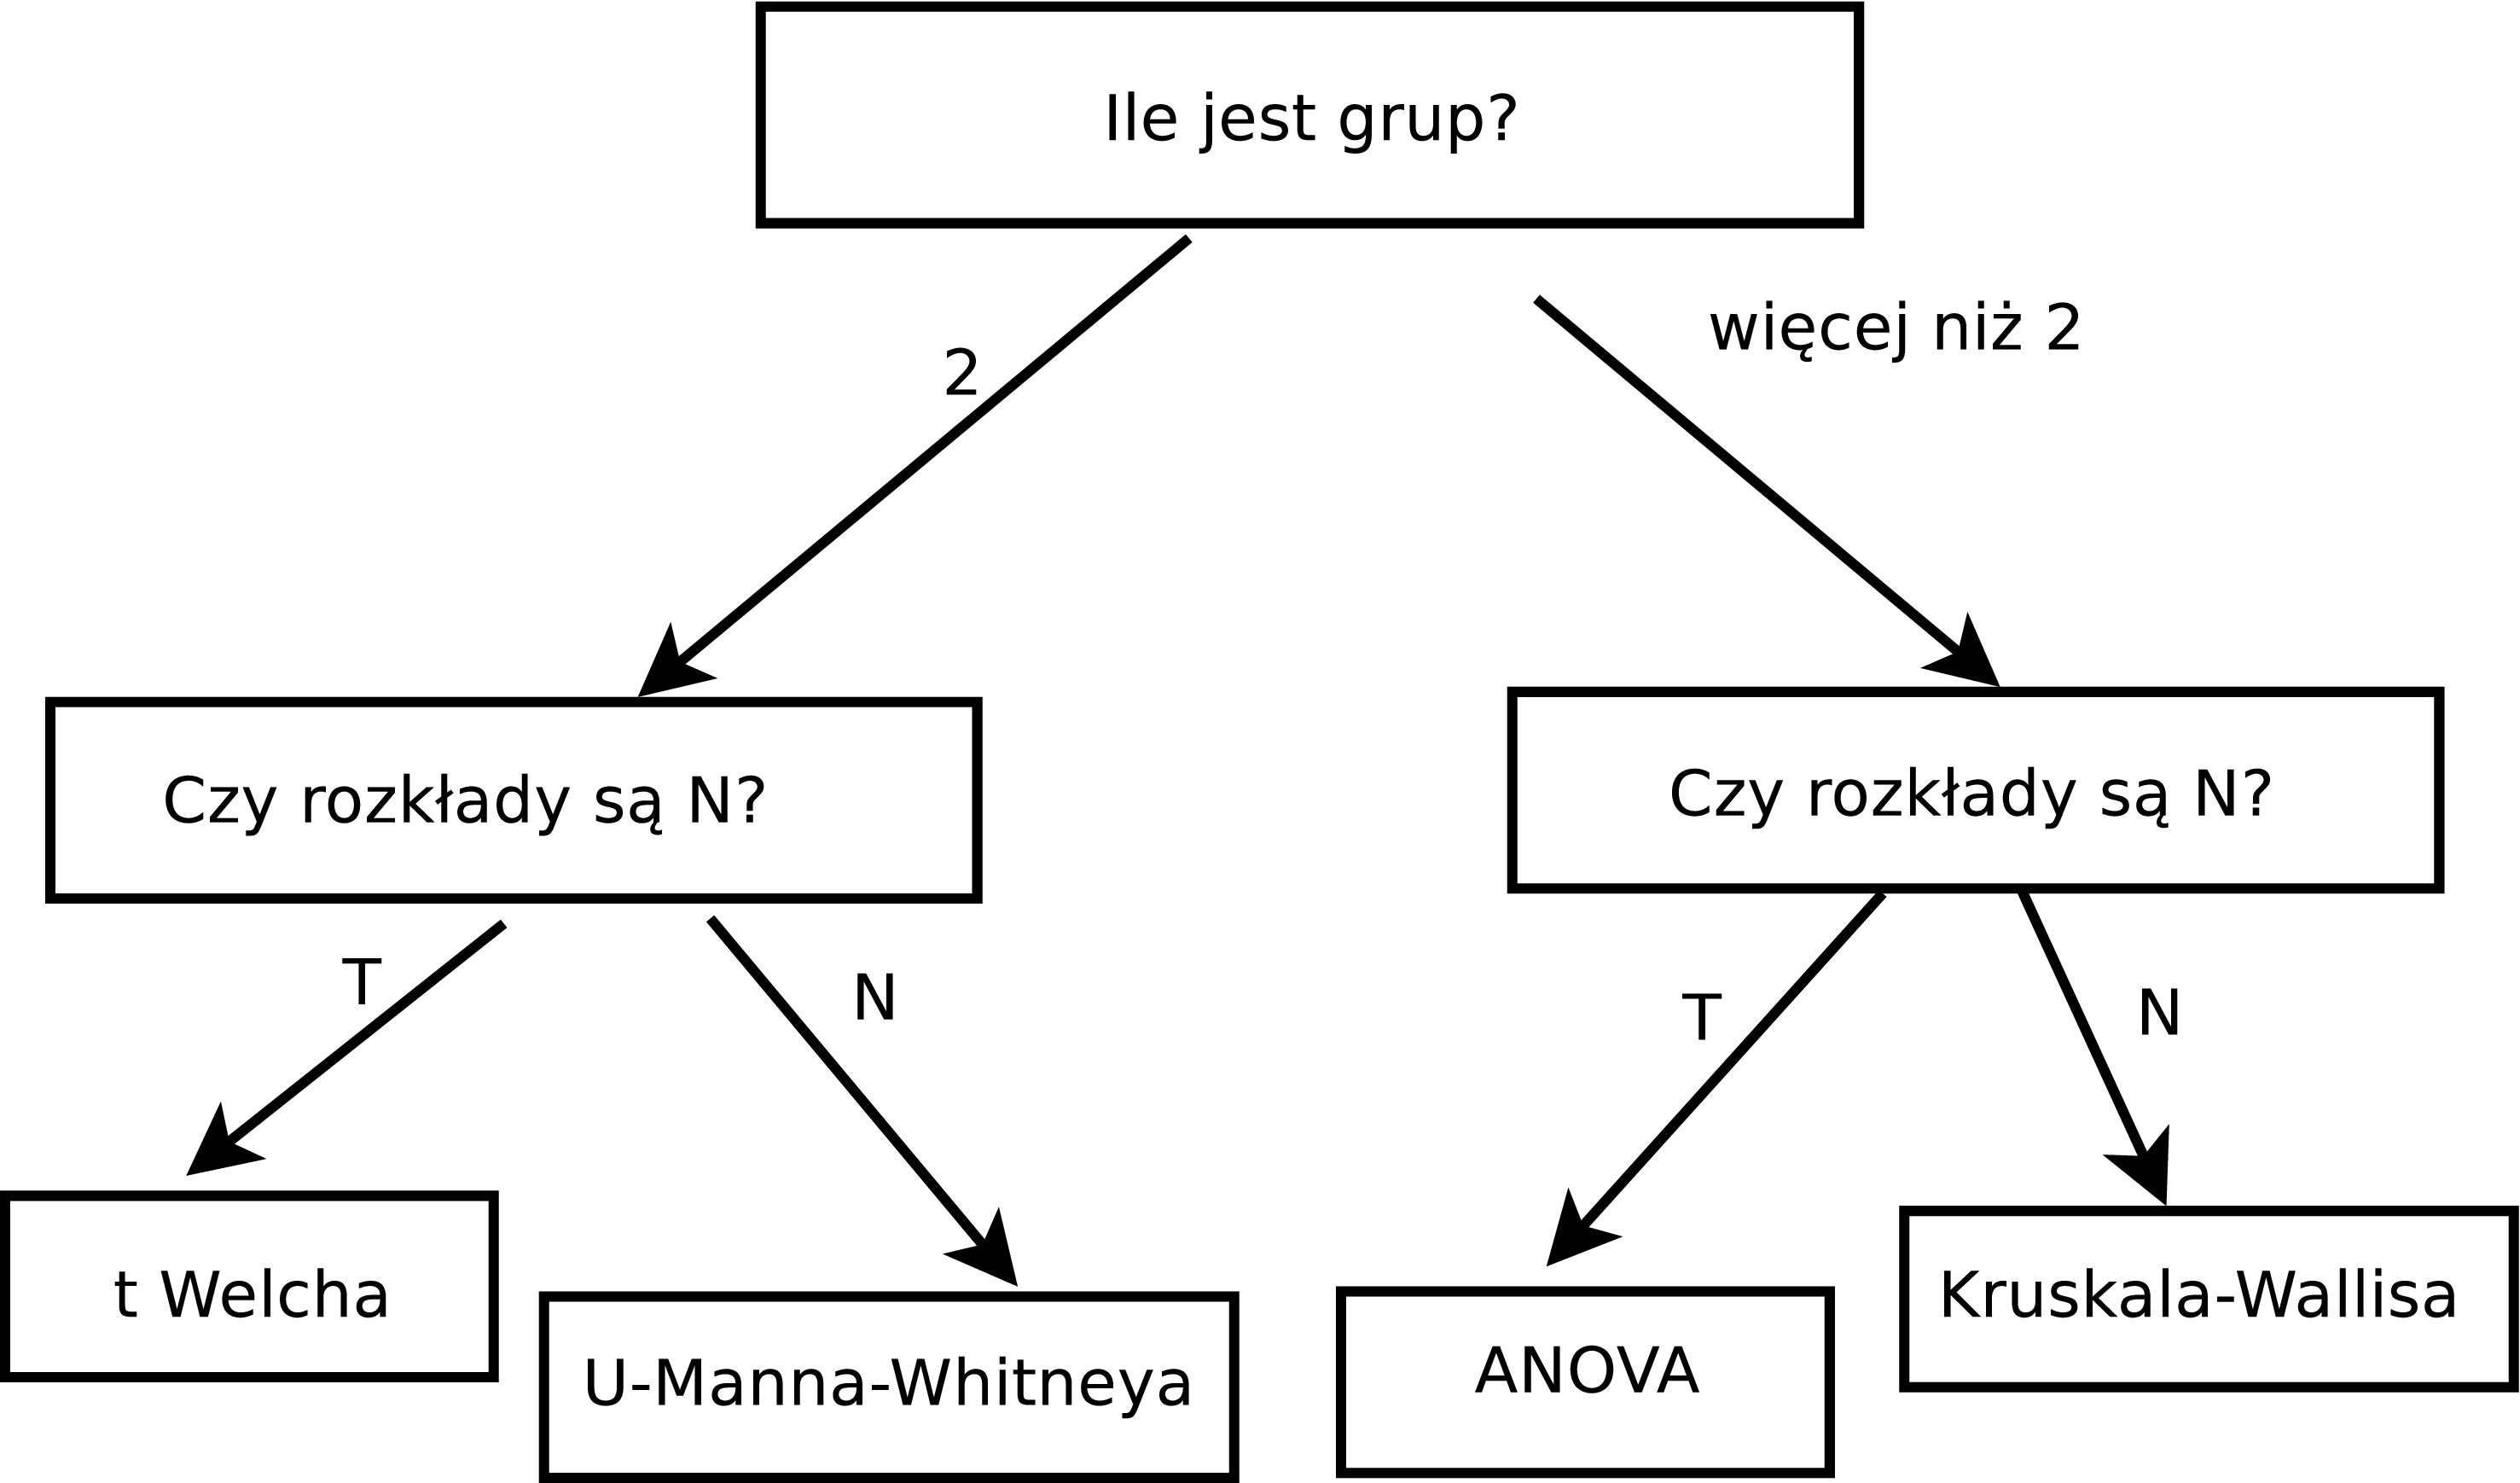 Ile jest grup?
2
więcej niż 2
Czy rozkłady są N?
Czy rozkłady są N?
T
N
T
N
t Welcha
U-Manna-Whitneya
ANOVA
Kruskala-Wallisa